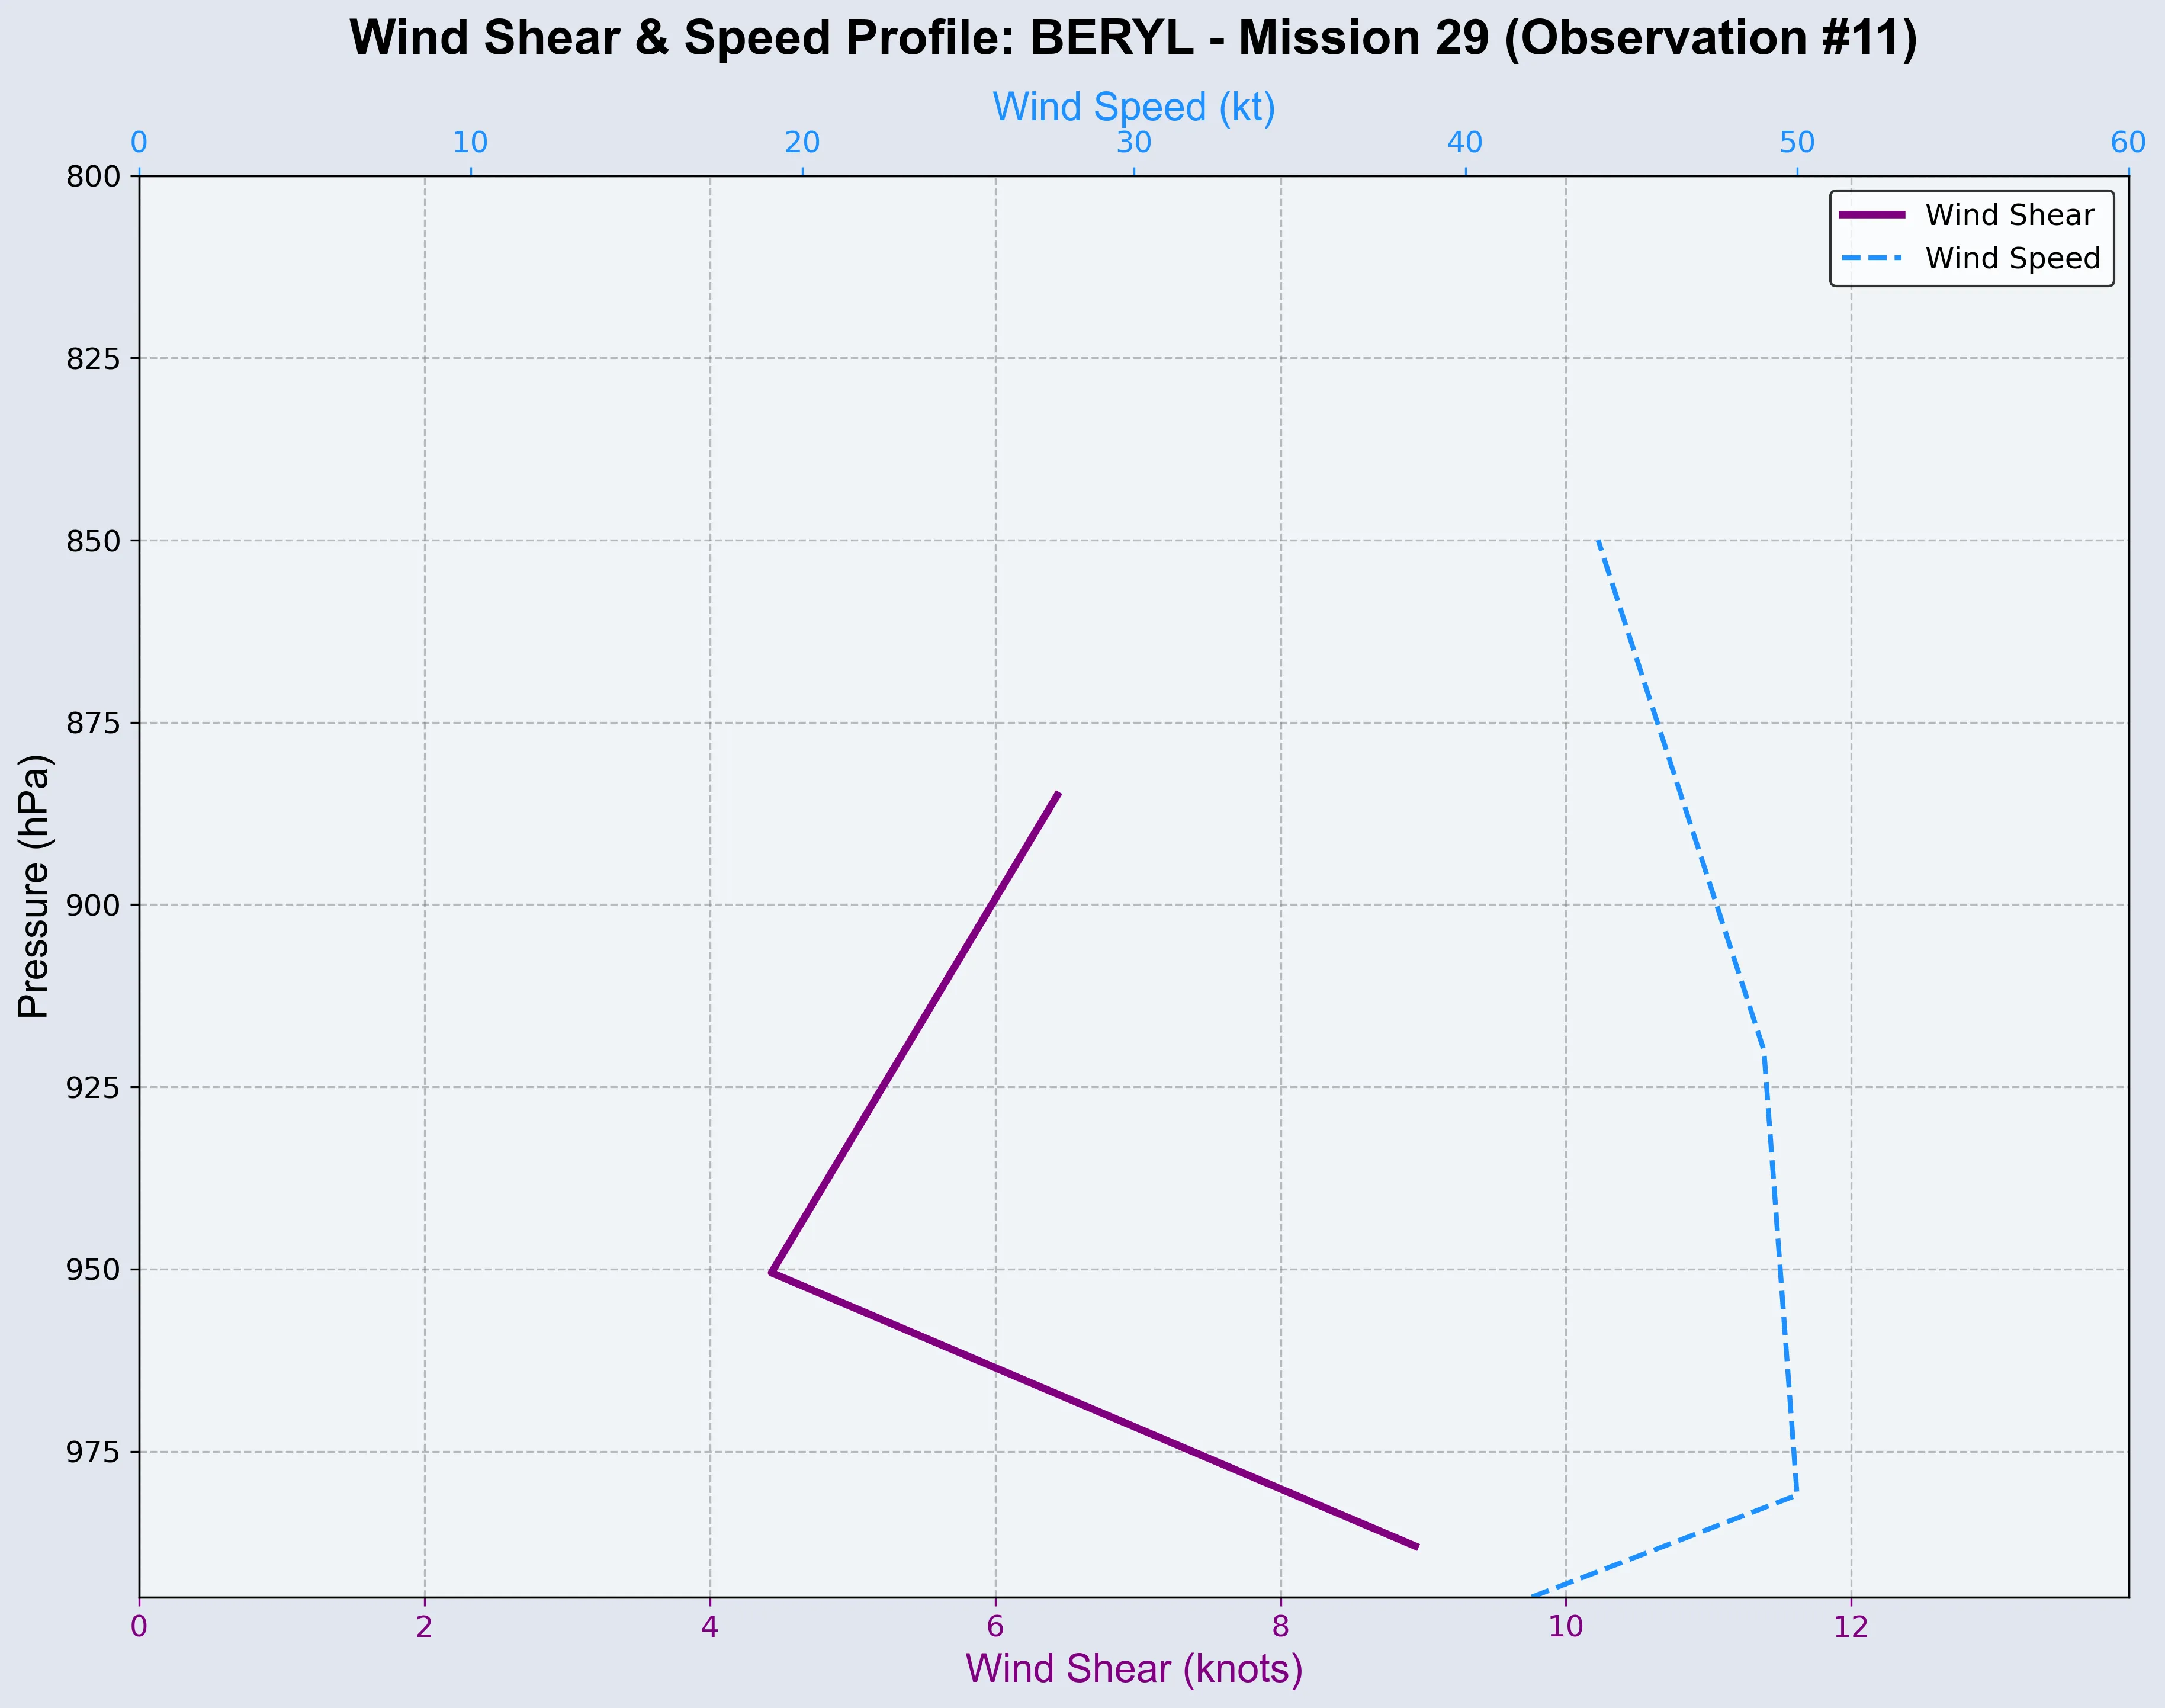 Wind Shear & Speed Profile: BERYL - Mission 29 (Observation #11)
Wind Speed (kt)
0 10 20 30 40 50 60
Wind Shear
Wind Speed
800
825
850
875
900
925
950
975
Pressure (hPa)
0 2 4 6 8 10 12
Wind Shear (knots)